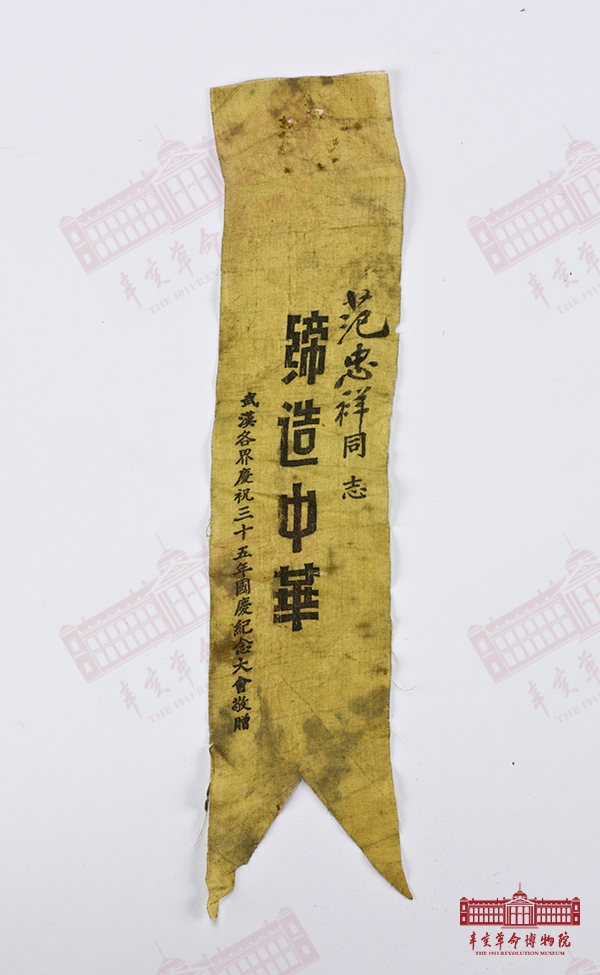 范忠祥同志
締造中華
武漢各界慶祝三十五年國慶紀念大會敬贈
辛亥革命博物院
THE 1911 REVOLUTION MUSEUM